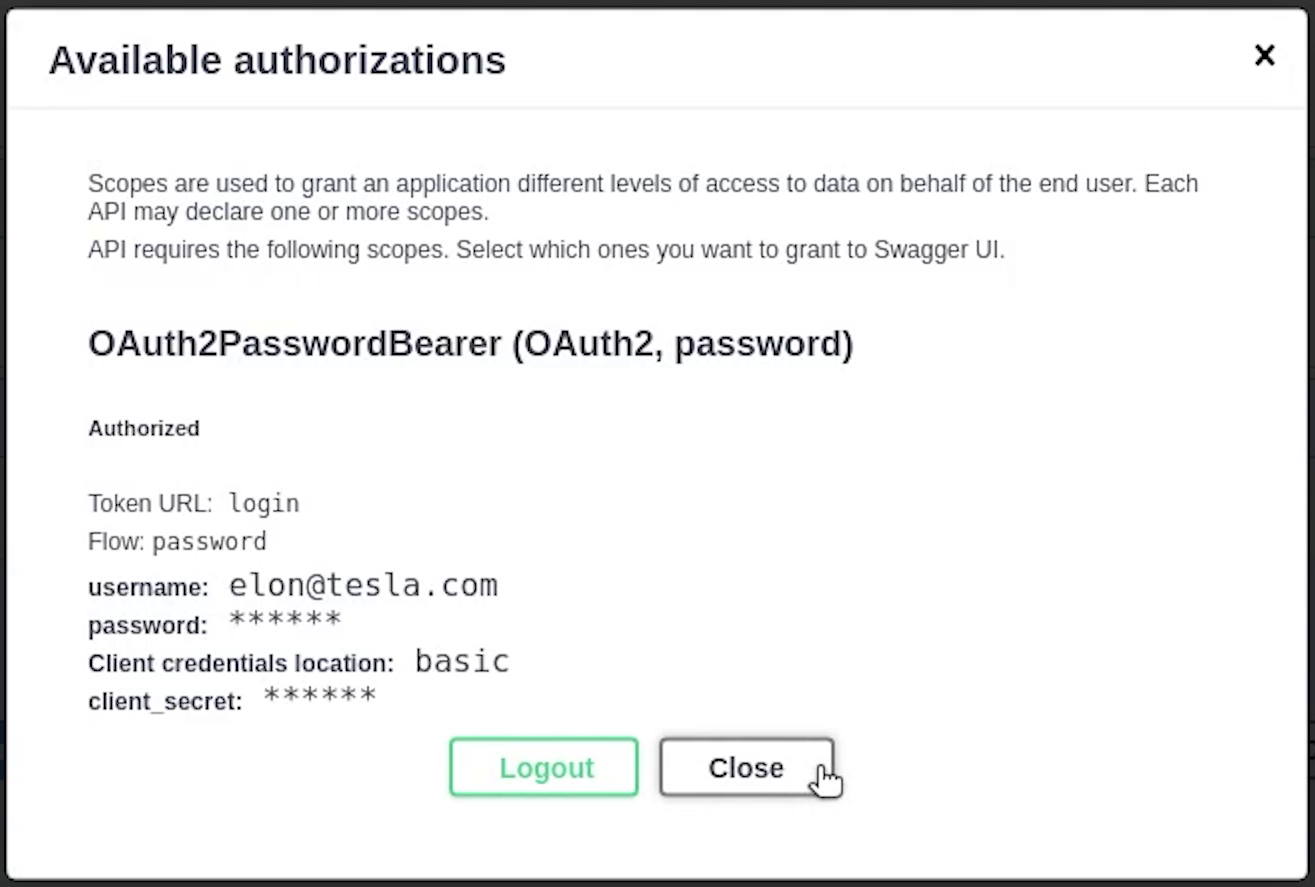 Available authorizations
Scopes are used to grant an application different levels of access to data on behalf of the end user. Each
API may declare one or more scopes.
API requires the following scopes. Select which ones you want to grant to Swagger UI.
OAuth2PasswordBearer (OAuth2, password)
Authorized
Token URL: login
Flow: password
username: elon@tesla.com
password: ******
Client credentials location: basic
client_secret: ******
Logout Close